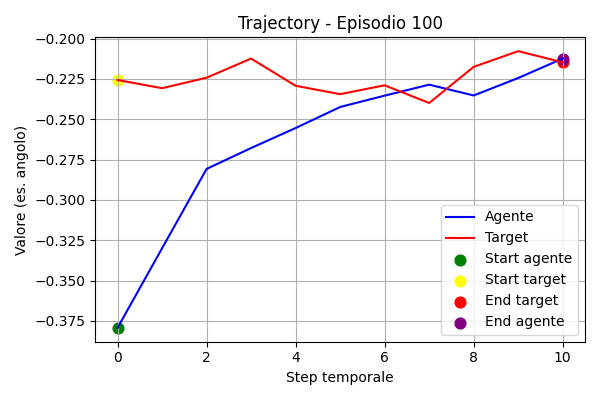 Trajectory - Episodio 100
Valore (es. angolo)
−0.200
−0.225
−0.250
−0.275
−0.300
−0.325
−0.350
−0.375
0
2
4
6
8
10
Step temporale
Agente
Target
Start agente
Start target
End target
End agente